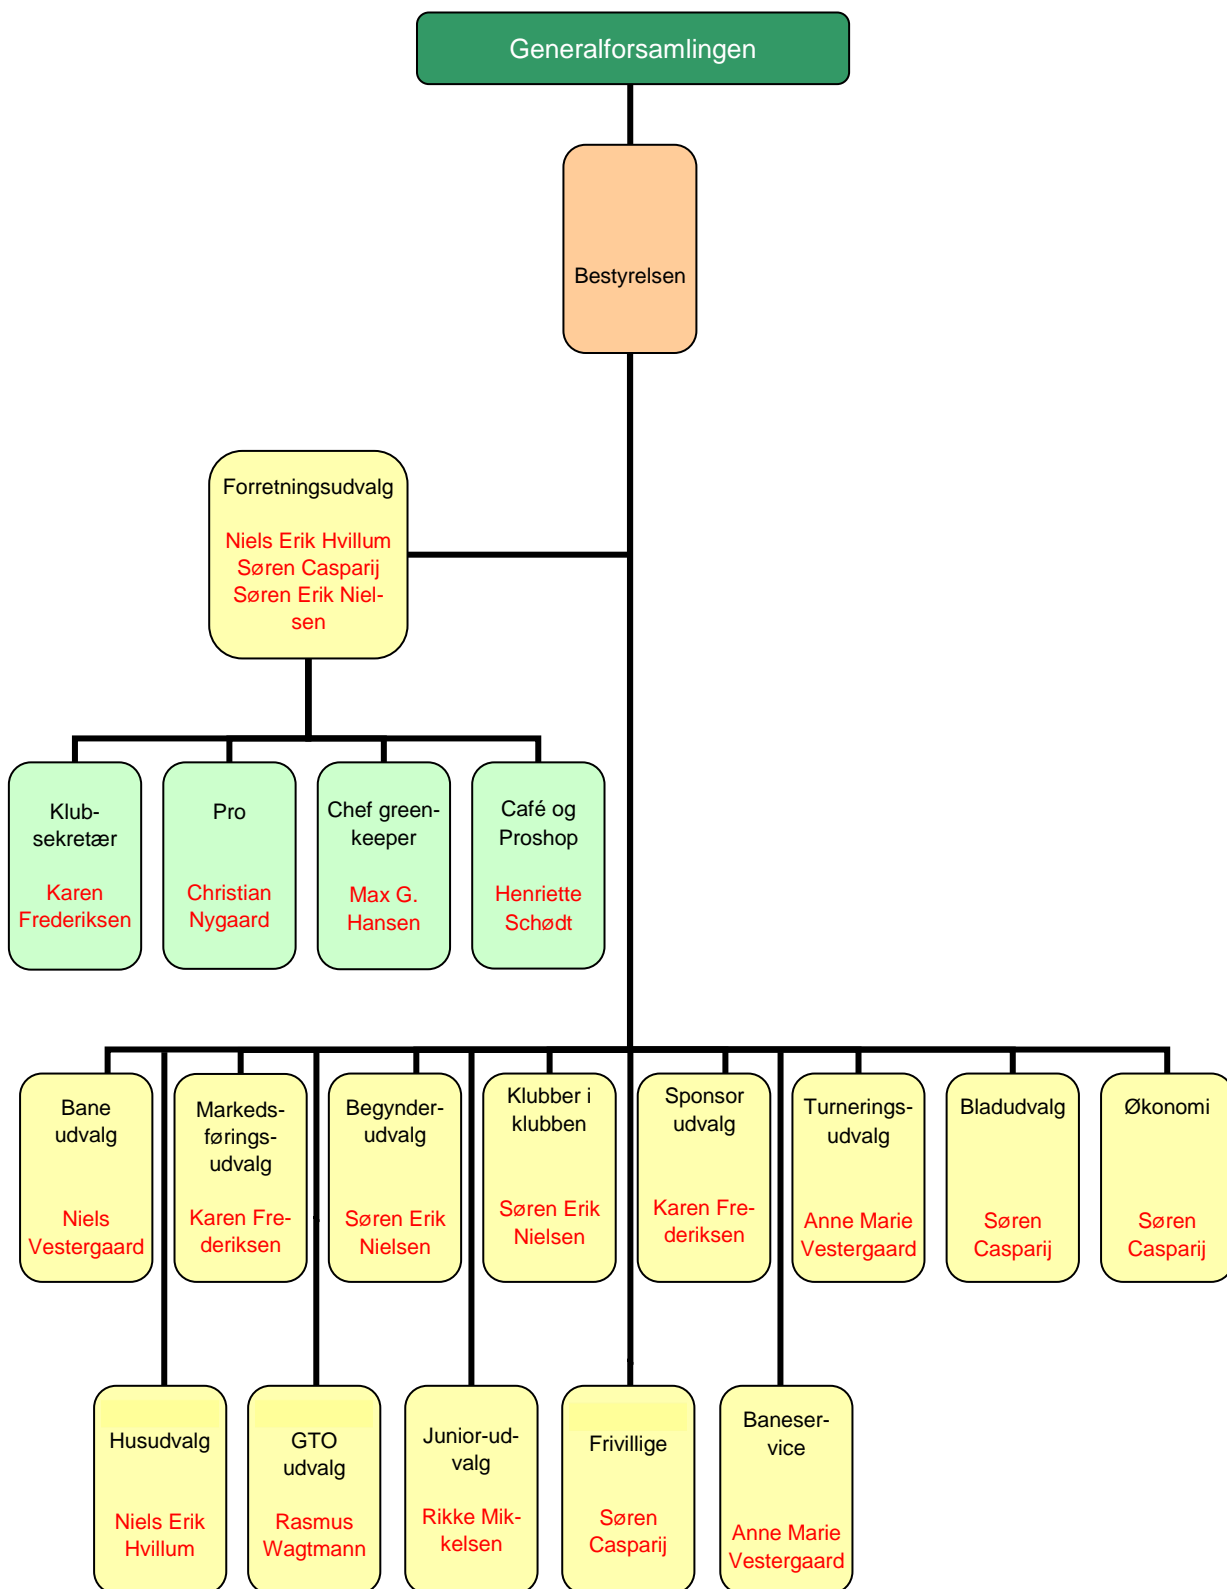 Generalforsamlingen
Bestyrelsen
Forretningsudvalg
Niels Erik Hvillum
Søren Casparij
Søren Erik Niel-
sen
Klub-
sekretær
Karen
Frederiksen
Pro
Christian
Nygaard
Chef green-
keeper
Max G.
Hansen
Café og
Proshop
Henriette
Schødt
Bane
udvalg
Niels
Vestergaard
Markeds-
førings-
udvalg
Karen Fre-
deriksen
Begynder-
udvalg
Søren Erik
Nielsen
Klubber i
klubben
Søren Erik
Nielsen
Sponsor
udvalg
Karen Fre-
deriksen
Turnerings-
udvalg
Anne Marie
Vestergaard
Bladudvalg
Søren
Casparij
Økonomi
Søren
Casparij
Husudvalg
Niels Erik
Hvillum
GTO
udvalg
Rasmus
Wagtmann
Junior-ud-
valg
Rikke Mik-
kelsen
Frivillige
Søren
Casparij
Baneser-
vice
Anne Marie
Vestergaard